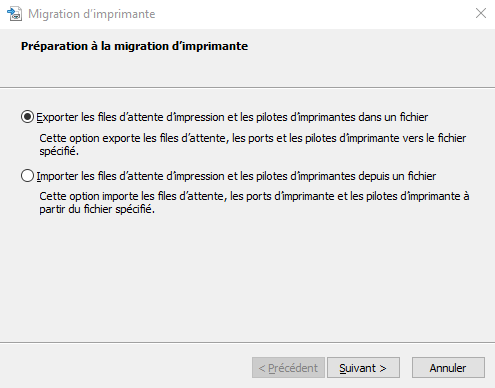 Migration d'imprimante
Préparation à la migration d'imprimante
Exporter les files d'attente d'impression et les pilotes d'imprimantes dans un fichier
Cette option exporte les files d'attente, les ports et les pilotes d'imprimante vers le fichier
spécifié.
Importer les files d'attente d'impression et les pilotes d'imprimantes depuis un fichier
Cette option importe les files d'attente, les ports d'imprimante et les pilotes d'imprimante à
partir du fichier spécifié.
< Précédent Suivant > Annuler